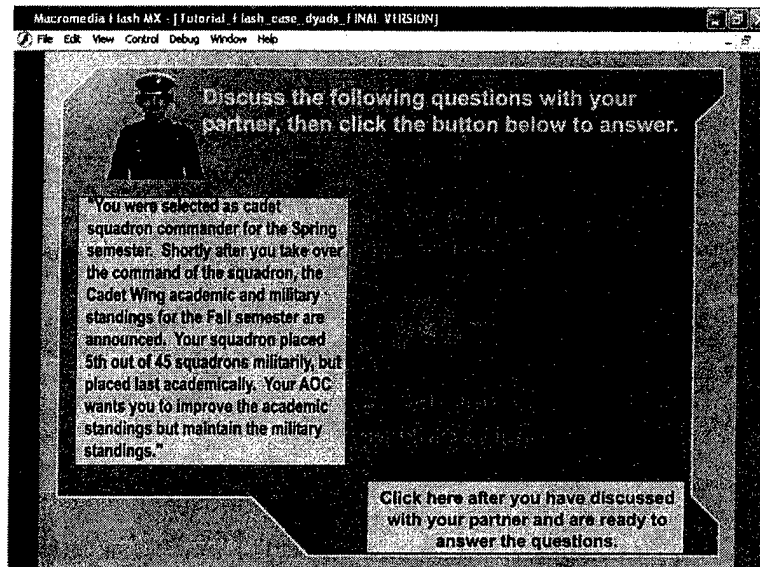 Macromedia Flash MX - [Tutorial_flash_case_dyads_FINAL VERSION]
File Edit View Control Debug Window Help
Discuss the following questions with your
partner, then click the button below to answer.
"You were selected as cadet
squadron commander for the Spring
semester. Shortly after you take over
the command of the squadron, the
Cadet Wing academic and military
standings for the Fall semester are
announced. Your squadron placed
5th out of 45 squadrons militarily, but
placed last academically. Your AOC
wants you to improve the academic
standings but maintain the military
standings."
Click here after you have discussed
with your partner and are ready to
answer the questions.